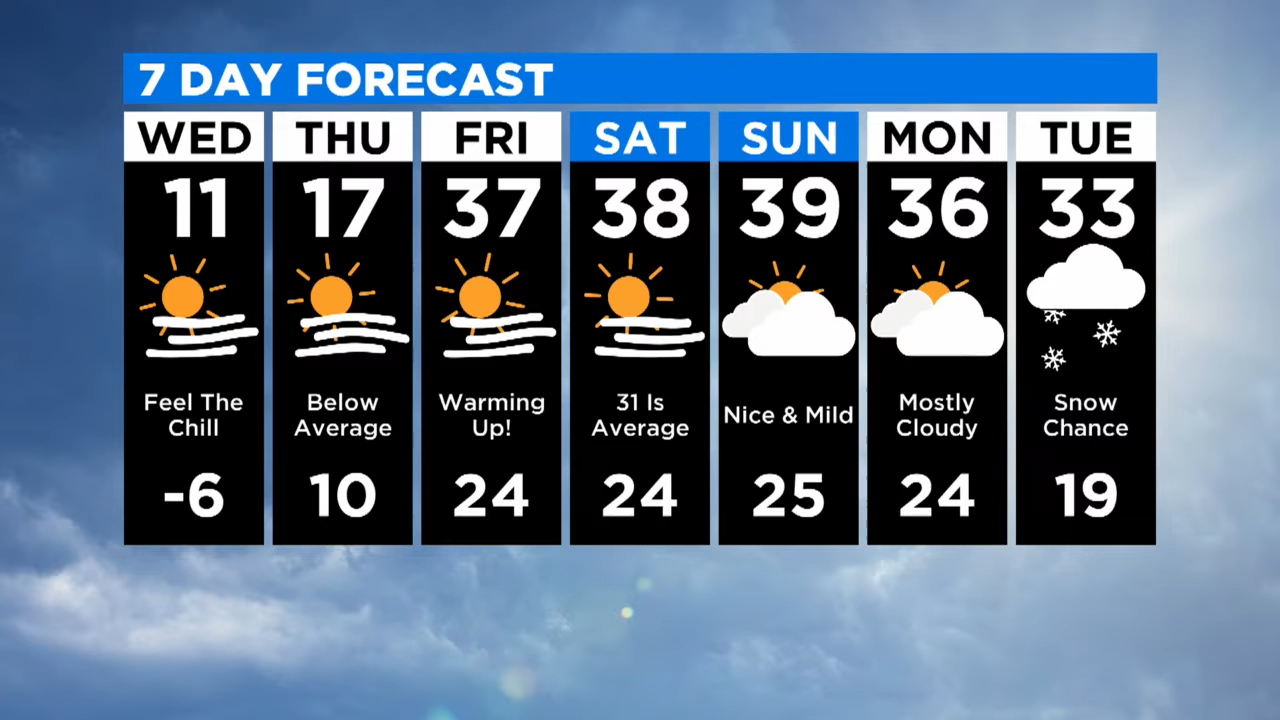 7 DAY FORECAST
WED
11
Feel The
Chill
-6
THU
17
Below
Average
10
FRI
37
Warming
Up!
24
SAT
38
31 Is
Average
24
SUN
39
Nice & Mild
25
MON
36
Mostly
Cloudy
24
TUE
33
Snow
Chance
19